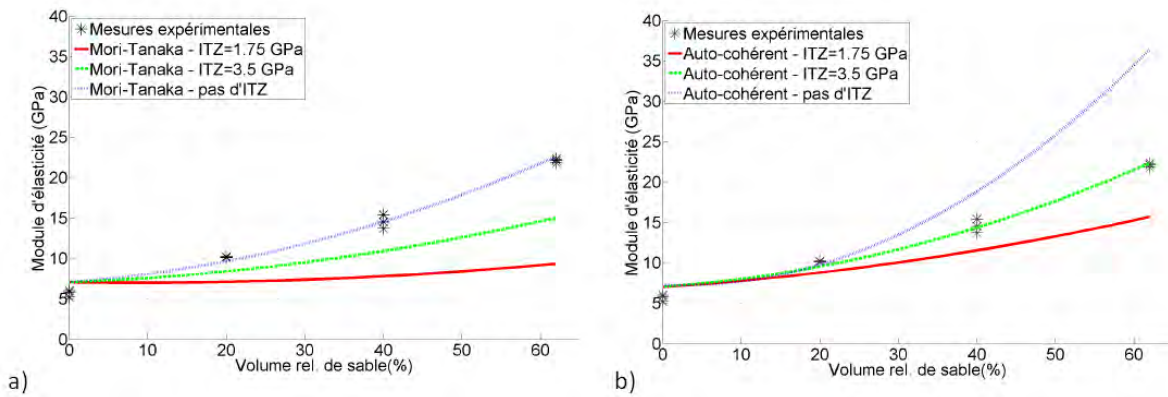 40
35
30
25
20
15
10
5
0
Module d'élasticité (GPa)
Mesures expérimentales
Mori-Tanaka - ITZ=1.75 GPa
Mori-Tanaka - ITZ=3.5 GPa
Mori-Tanaka - pas d'ITZ
0 10 20 30 40 50 60
Volume rel. de sable(%)
a)
40
35
30
25
20
15
10
5
0
Module d'élasticité (GPa)
Mesures expérimentales
Auto-cohérent - ITZ=1.75 GPa
Auto-cohérent - ITZ=3.5 GPa
Auto-cohérent - pas d'ITZ
0 10 20 30 40 50 60
Volume rel. de sable(%)
b)